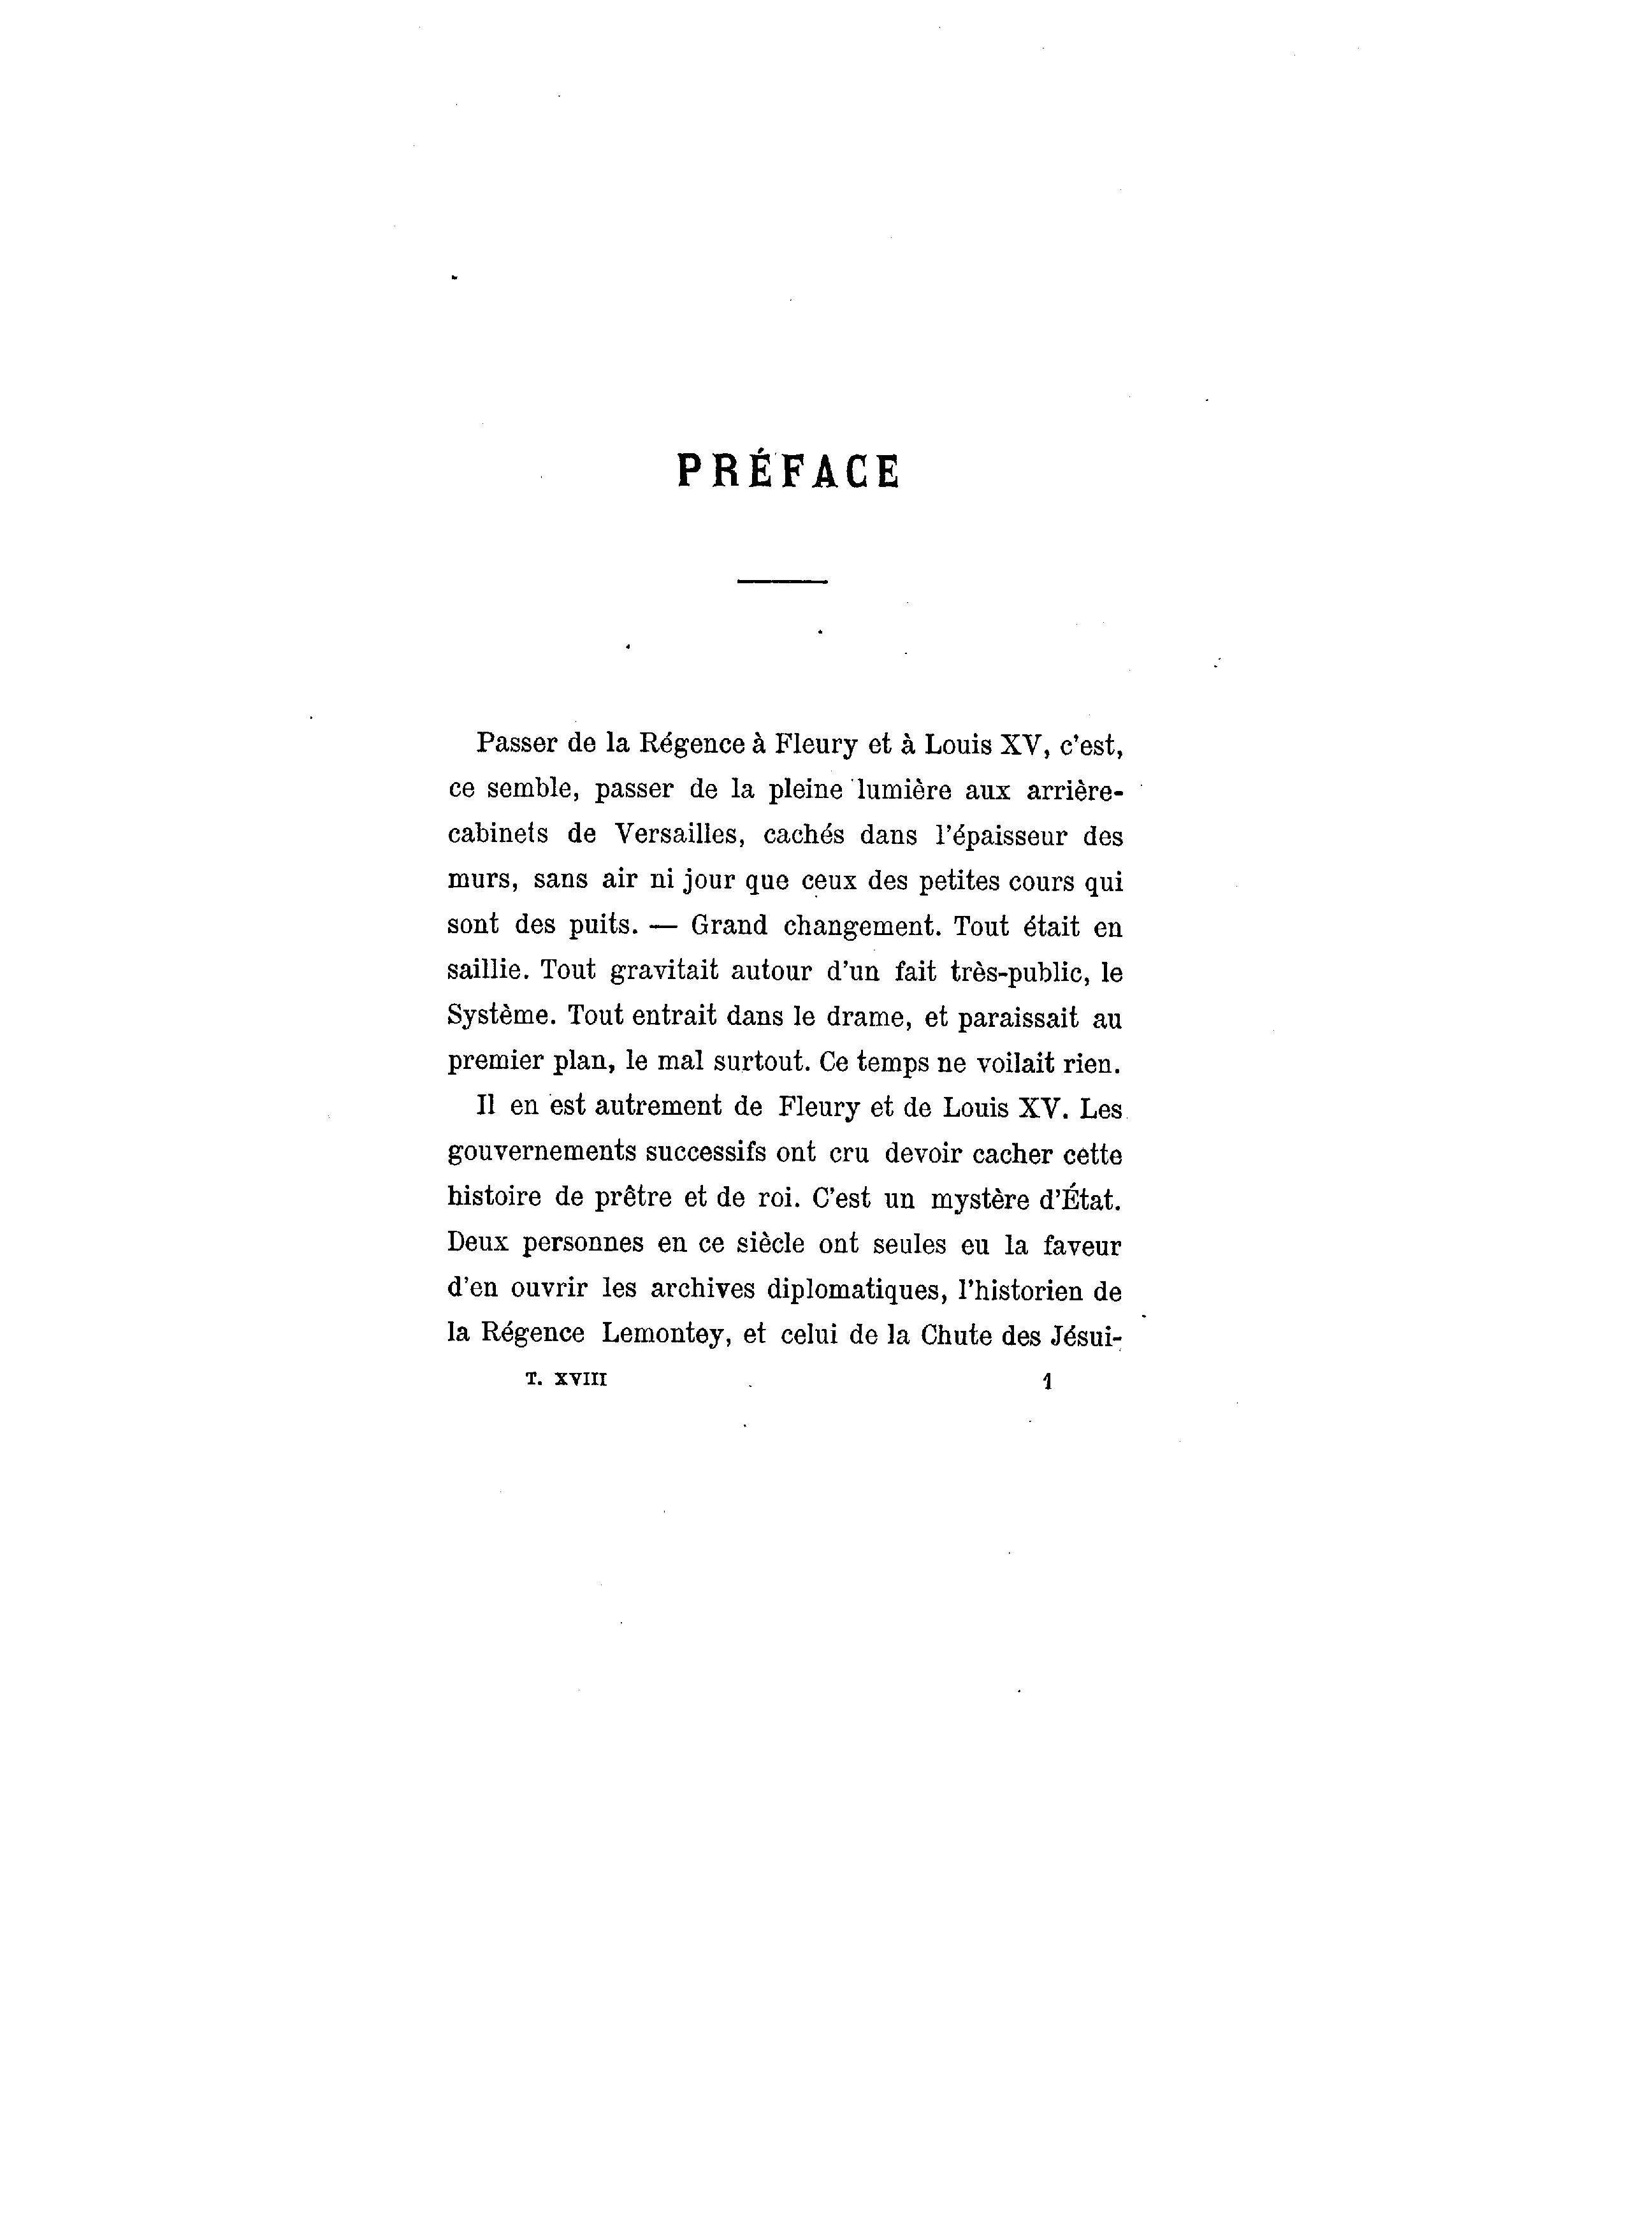 PRÉFACE
Passer de la Régence à Fleury et à Louis XV, c'est,
ce semble, passer de la pleine lumière aux arrière-
cabinets de Versailles, cachés dans l'épaisseur des
murs, sans air ni jour que ceux des petites cours qui
sont des puits. — Grand changement. Tout était en
saillie. Tout gravitait autour d'un fait très-public, le
Système. Tout entrait dans le drame, et paraissait au
premier plan, le mal surtout. Ce temps ne voilait rien.
Il en est autrement de Fleury et de Louis XV. Les
gouvernements successifs ont cru devoir cacher cette
histoire de prêtre et de roi. C'est un mystère d'État.
Deux personnes en ce siècle ont seules eu la faveur
d'en ouvrir les archives diplomatiques, l'historien de
la Régence Lemontey, et celui de la Chute des Jésui-
T. XVIII 1